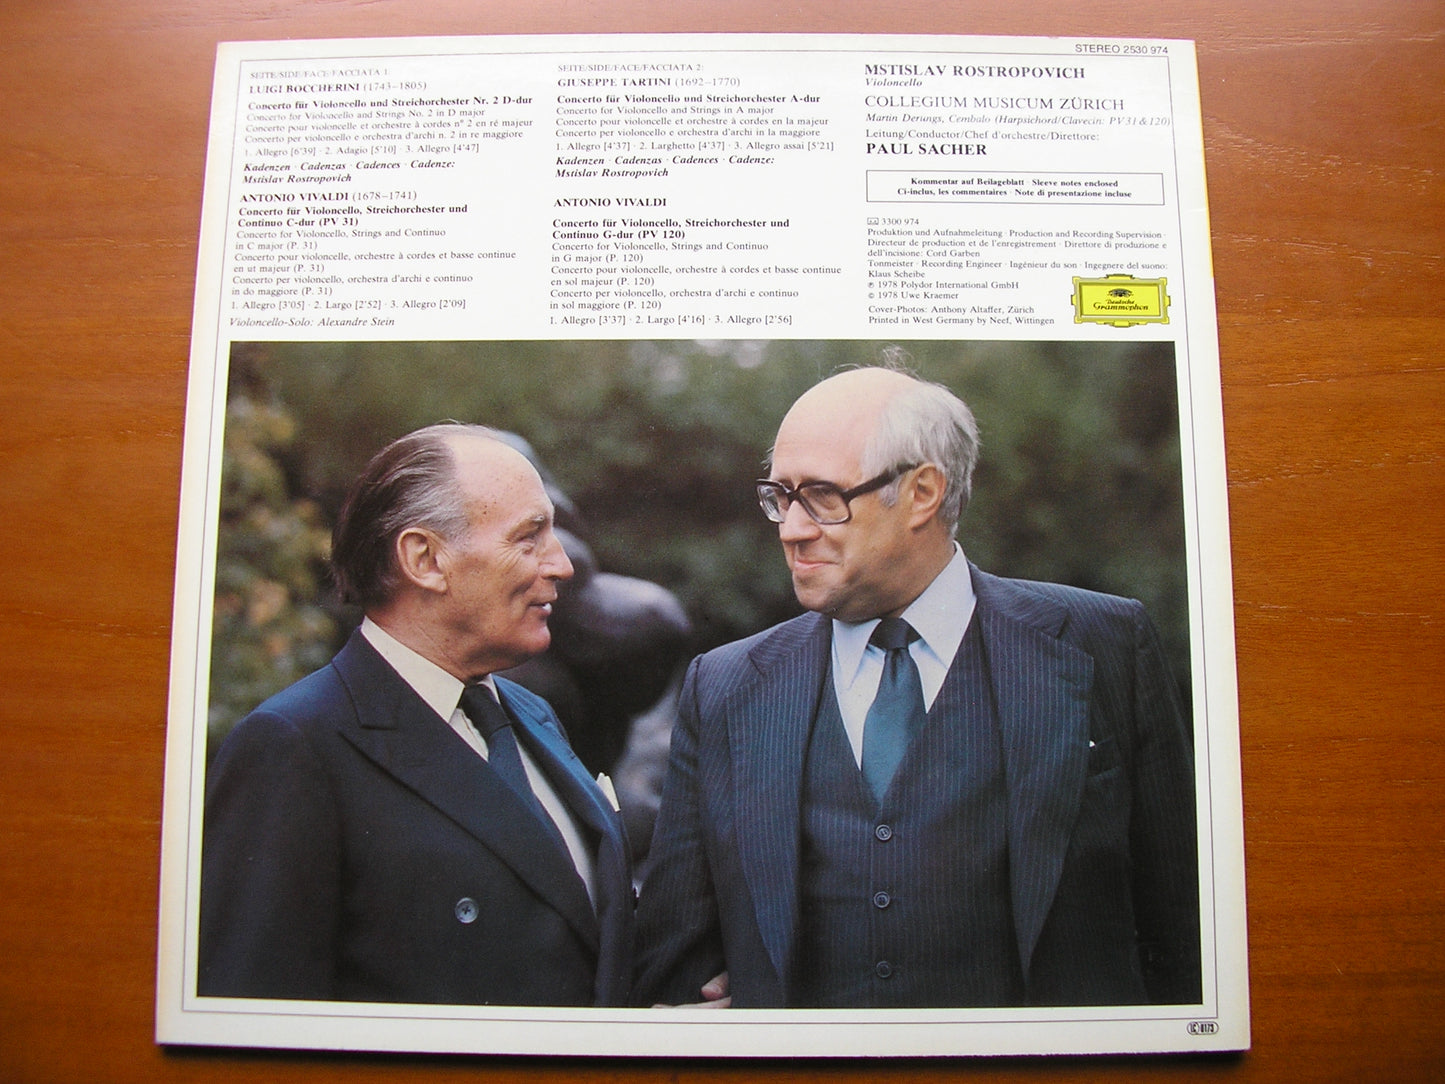 STEREO 2530 974
SEITE/SIDE/FACE/FACCIATA 1:
LUIGI BOCCHERINI (1743–1805)
Concerto für Violoncello und Streichorchester Nr. 2 D-dur
Concerto for Violoncello and Strings No. 2 in D major
Concerto pour violoncelle et orchestre à cordes n° 2 en ré majeur
Concerto per violoncello e orchestra d'archi n. 2 in re maggiore
1. Allegro [6'39] · 2. Adagio [5'10] · 3. Allegro [4'47]
Kadenzen · Cadenzas · Cadences · Cadenze:
Mstislav Rostropovich
ANTONIO VIVALDI (1678–1741)
Concerto für Violoncello, Streichorchester und
Continuo C-dur (PV 31)
Concerto for Violoncello, Strings and Continuo
in C major (P. 31)
Concerto pour violoncelle, orchestre à cordes et basse continue
en ut majeur (P. 31)
Concerto per violoncello, orchestra d'archi e continuo
in do maggiore (P. 31)
1. Allegro [3'05] · 2. Largo [2'52] · 3. Allegro [2'09]
Violoncello-Solo: Alexandre Stein
SEITE/SIDE/FACE/FACCIATA 2:
GIUSEPPE TARTINI (1692–1770)
Concerto für Violoncello und Streichorchester A-dur
Concerto for Violoncello and Strings in A major
Concerto pour violoncelle et orchestre à cordes en la majeur
Concerto per violoncello e orchestra d'archi in la maggiore
1. Allegro [4'37] · 2. Larghetto [4'37] · 3. Allegro assai [5'21]
Kadenzen · Cadenzas · Cadences · Cadenze:
Mstislav Rostropovich
ANTONIO VIVALDI
Concerto für Violoncello, Streichorchester und
Continuo G-dur (PV 120)
Concerto for Violoncello, Strings and Continuo
in G major (P. 120)
Concerto pour violoncelle, orchestre à cordes et basse continue
en sol majeur (P. 120)
Concerto per violoncello, orchestra d'archi e continuo
in sol maggiore (P. 120)
1. Allegro [3'37] · 2. Largo [4'16] · 3. Allegro [2'56]
MSTISLAV ROSTROPOVICH
Violoncello
COLLEGIUM MUSICUM ZÜRICH
Martin Derungs, Cembalo (Harpsichord/Clavecin: PV 31 & 120)
Leitung/Conductor/Chef d'orchestre/Direttore:
PAUL SACHER
Kommentar auf Beilageblatt · Sleeve notes enclosed
Ci-inclus, les commentaires · Note di presentazione incluse
3300 974
Produktion und Aufnahmeleitung · Production and Recording Supervision ·
Directeur de production et de l'enregistrement · Direttore di produzione e
dell'incisione: Cord Garben
Tonmeister · Recording Engineer · Ingénieur du son · Ingegnere del suono:
Klaus Scheibe
℗ 1978 Polydor International GmbH
© 1978 Uwe Kraemer
Cover-Photos: Anthony Altaffer, Zürich
Printed in West Germany by Neef, Wittingen
Deutsche
Grammophon
LC 0173